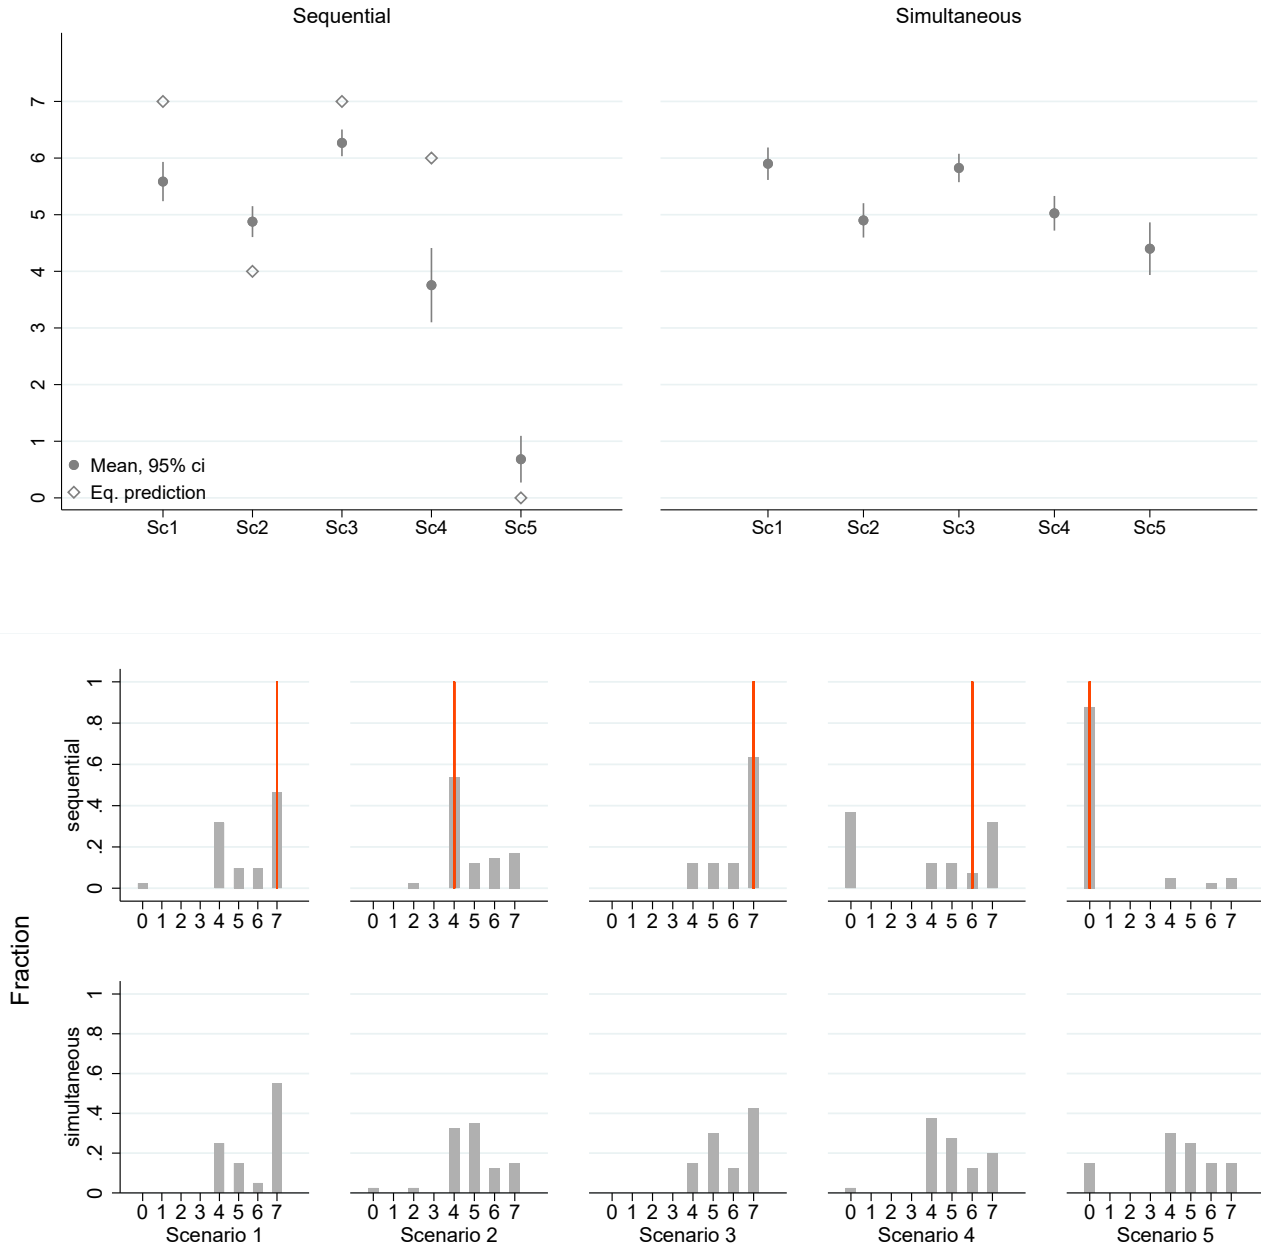 Sequential
Simultaneous
7
6
5
4
3
2
1
0
Mean, 95% ci
Eq. prediction
Sc1 Sc2 Sc3 Sc4 Sc5
Sc1 Sc2 Sc3 Sc4 Sc5
Fraction
sequential
1
.8
.6
.4
.2
0
0 1 2 3 4 5 6 7
0 1 2 3 4 5 6 7
0 1 2 3 4 5 6 7
0 1 2 3 4 5 6 7
0 1 2 3 4 5 6 7
simultaneous
1
.8
.6
.4
.2
0
0 1 2 3 4 5 6 7
0 1 2 3 4 5 6 7
0 1 2 3 4 5 6 7
0 1 2 3 4 5 6 7
0 1 2 3 4 5 6 7
Scenario 1
Scenario 2
Scenario 3
Scenario 4
Scenario 5